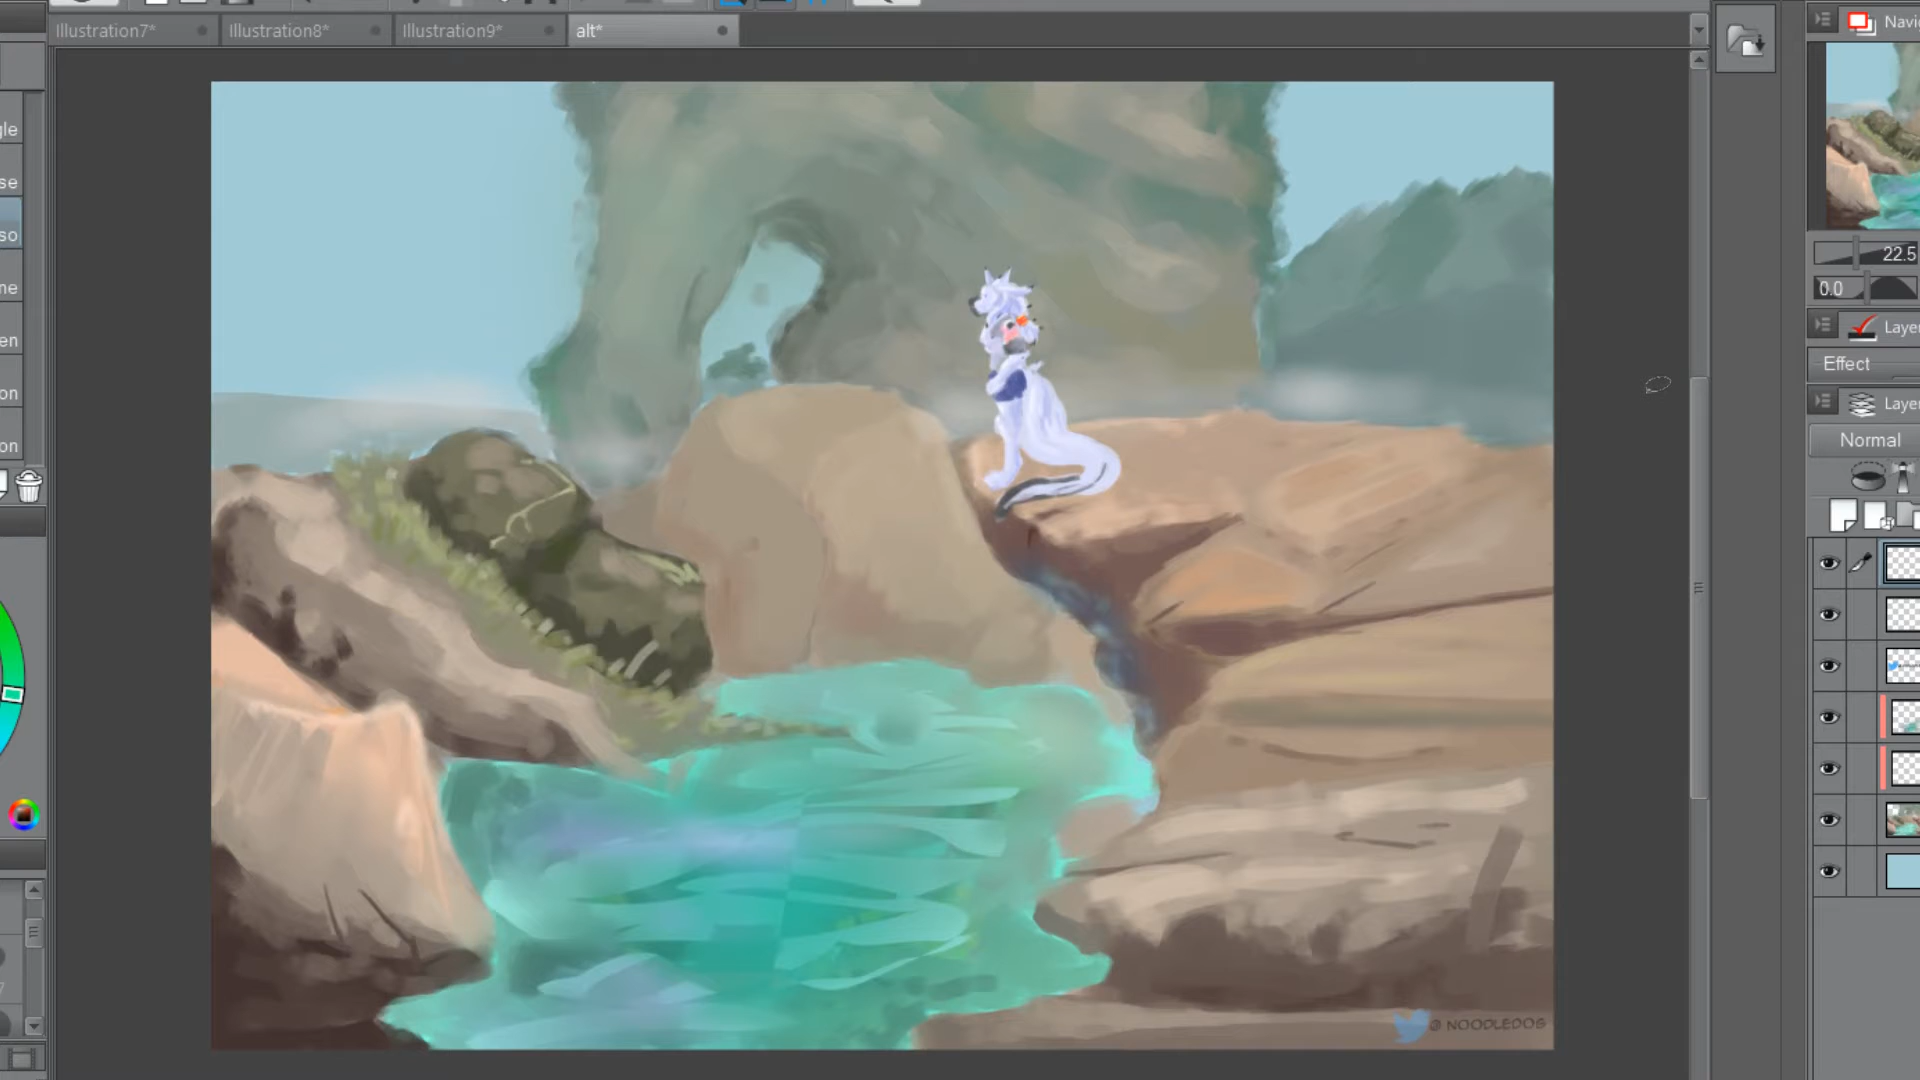 Illustration7*
Illustration8*
Illustration9*
alt*
Navi
22.5
0.0
Laye
Effect
Laye
Normal
gle
se
so
ne
en
on
on
@ NOODLEDOG